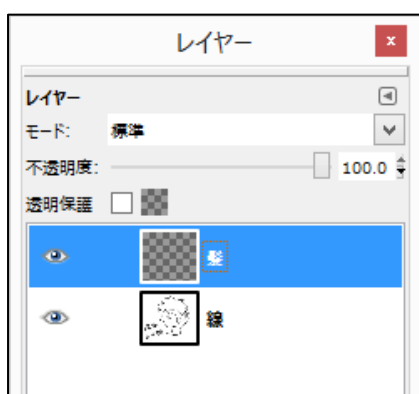 レイヤー
x
レイヤー
モード: 標準
不透明度: 100.0
透明保護
髪
線